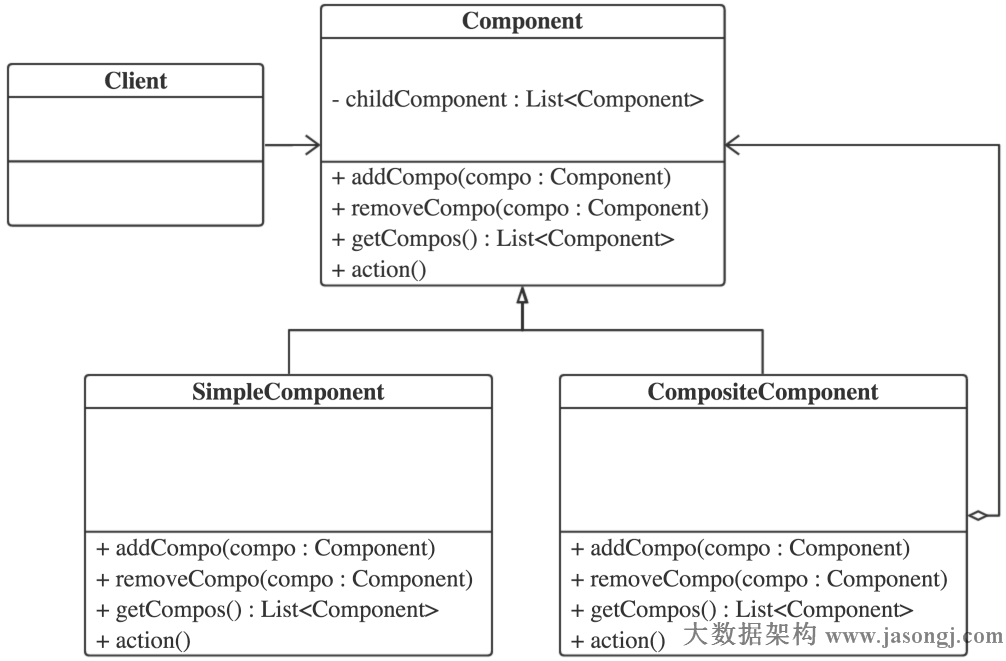 Component
- childComponent : List<Component>
+ addCompo(compo : Component)
+ removeCompo(compo : Component)
+ getCompos() : List<Component>
+ action()
Client
SimpleComponent
+ addCompo(compo : Component)
+ removeCompo(compo : Component)
+ getCompos() : List<Component>
+ action()
CompositeComponent
+ addCompo(compo : Component)
+ removeCompo(compo : Component)
+ getCompos() : List<Component>
+ action()
大数据架构 www.jasongj.com